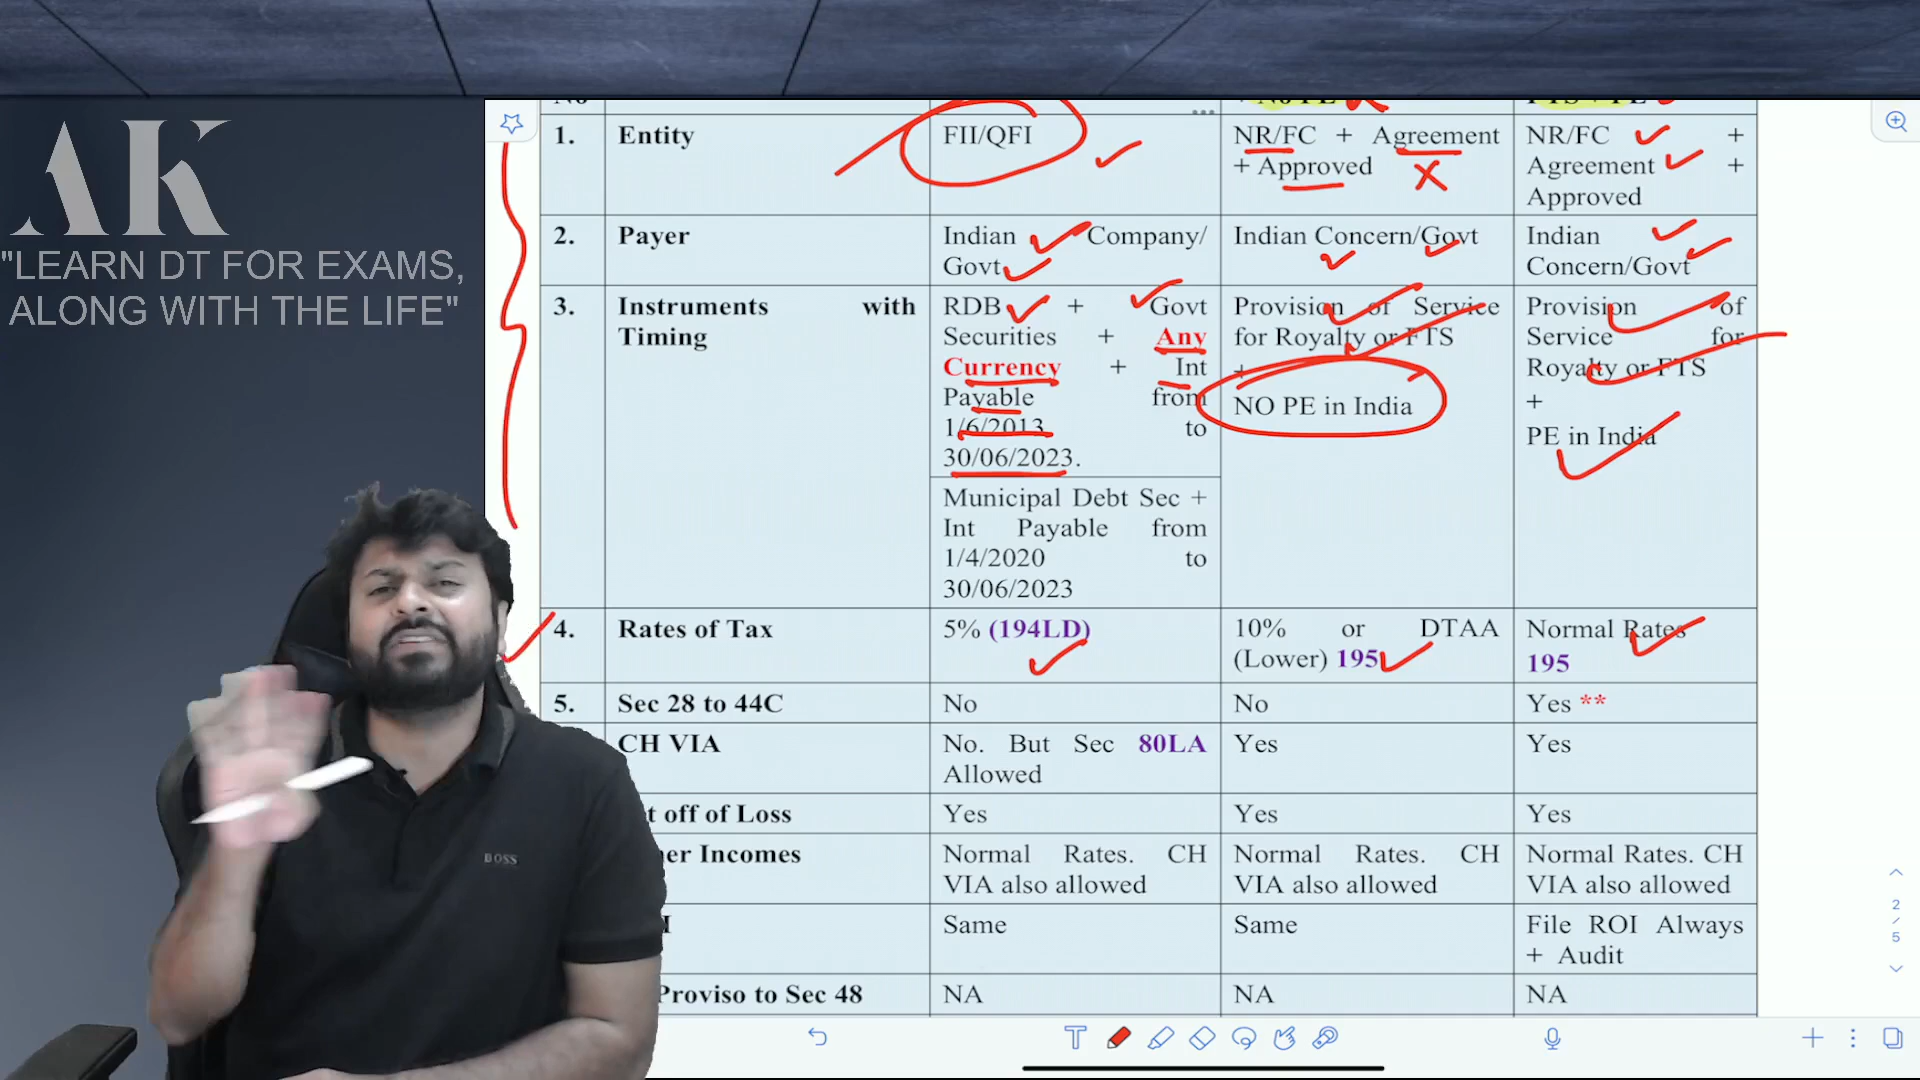 AK
"LEARN DT FOR EXAMS,
ALONG WITH THE LIFE"
1. Entity FII/QFI NR/FC + Agreement + Approved NR/FC + Agreement + Approved
2. Payer Indian Company/ Govt Indian Concern/Govt Indian Concern/Govt
3. Instruments with Timing RDB + Govt Securities + Any Currency + Int Payable from 1/6/2013 to 30/06/2023. Provision of Service for Royalty or FTS + NO PE in India Provision of Service for Royalty or FTS + PE in India
Municipal Debt Sec + Int Payable from 1/4/2020 to 30/06/2023
4. Rates of Tax 5% (194LD) 10% or DTAA (Lower) 195 Normal Rates 195
5. Sec 28 to 44C No No Yes **
CH VIA No. But Sec 80LA Allowed Yes Yes
t off of Loss Yes Yes Yes
er Incomes Normal Rates. CH VIA also allowed Normal Rates. CH VIA also allowed Normal Rates. CH VIA also allowed
Same Same File ROI Always + Audit
Proviso to Sec 48 NA NA NA
BOSS
2
/
5
T